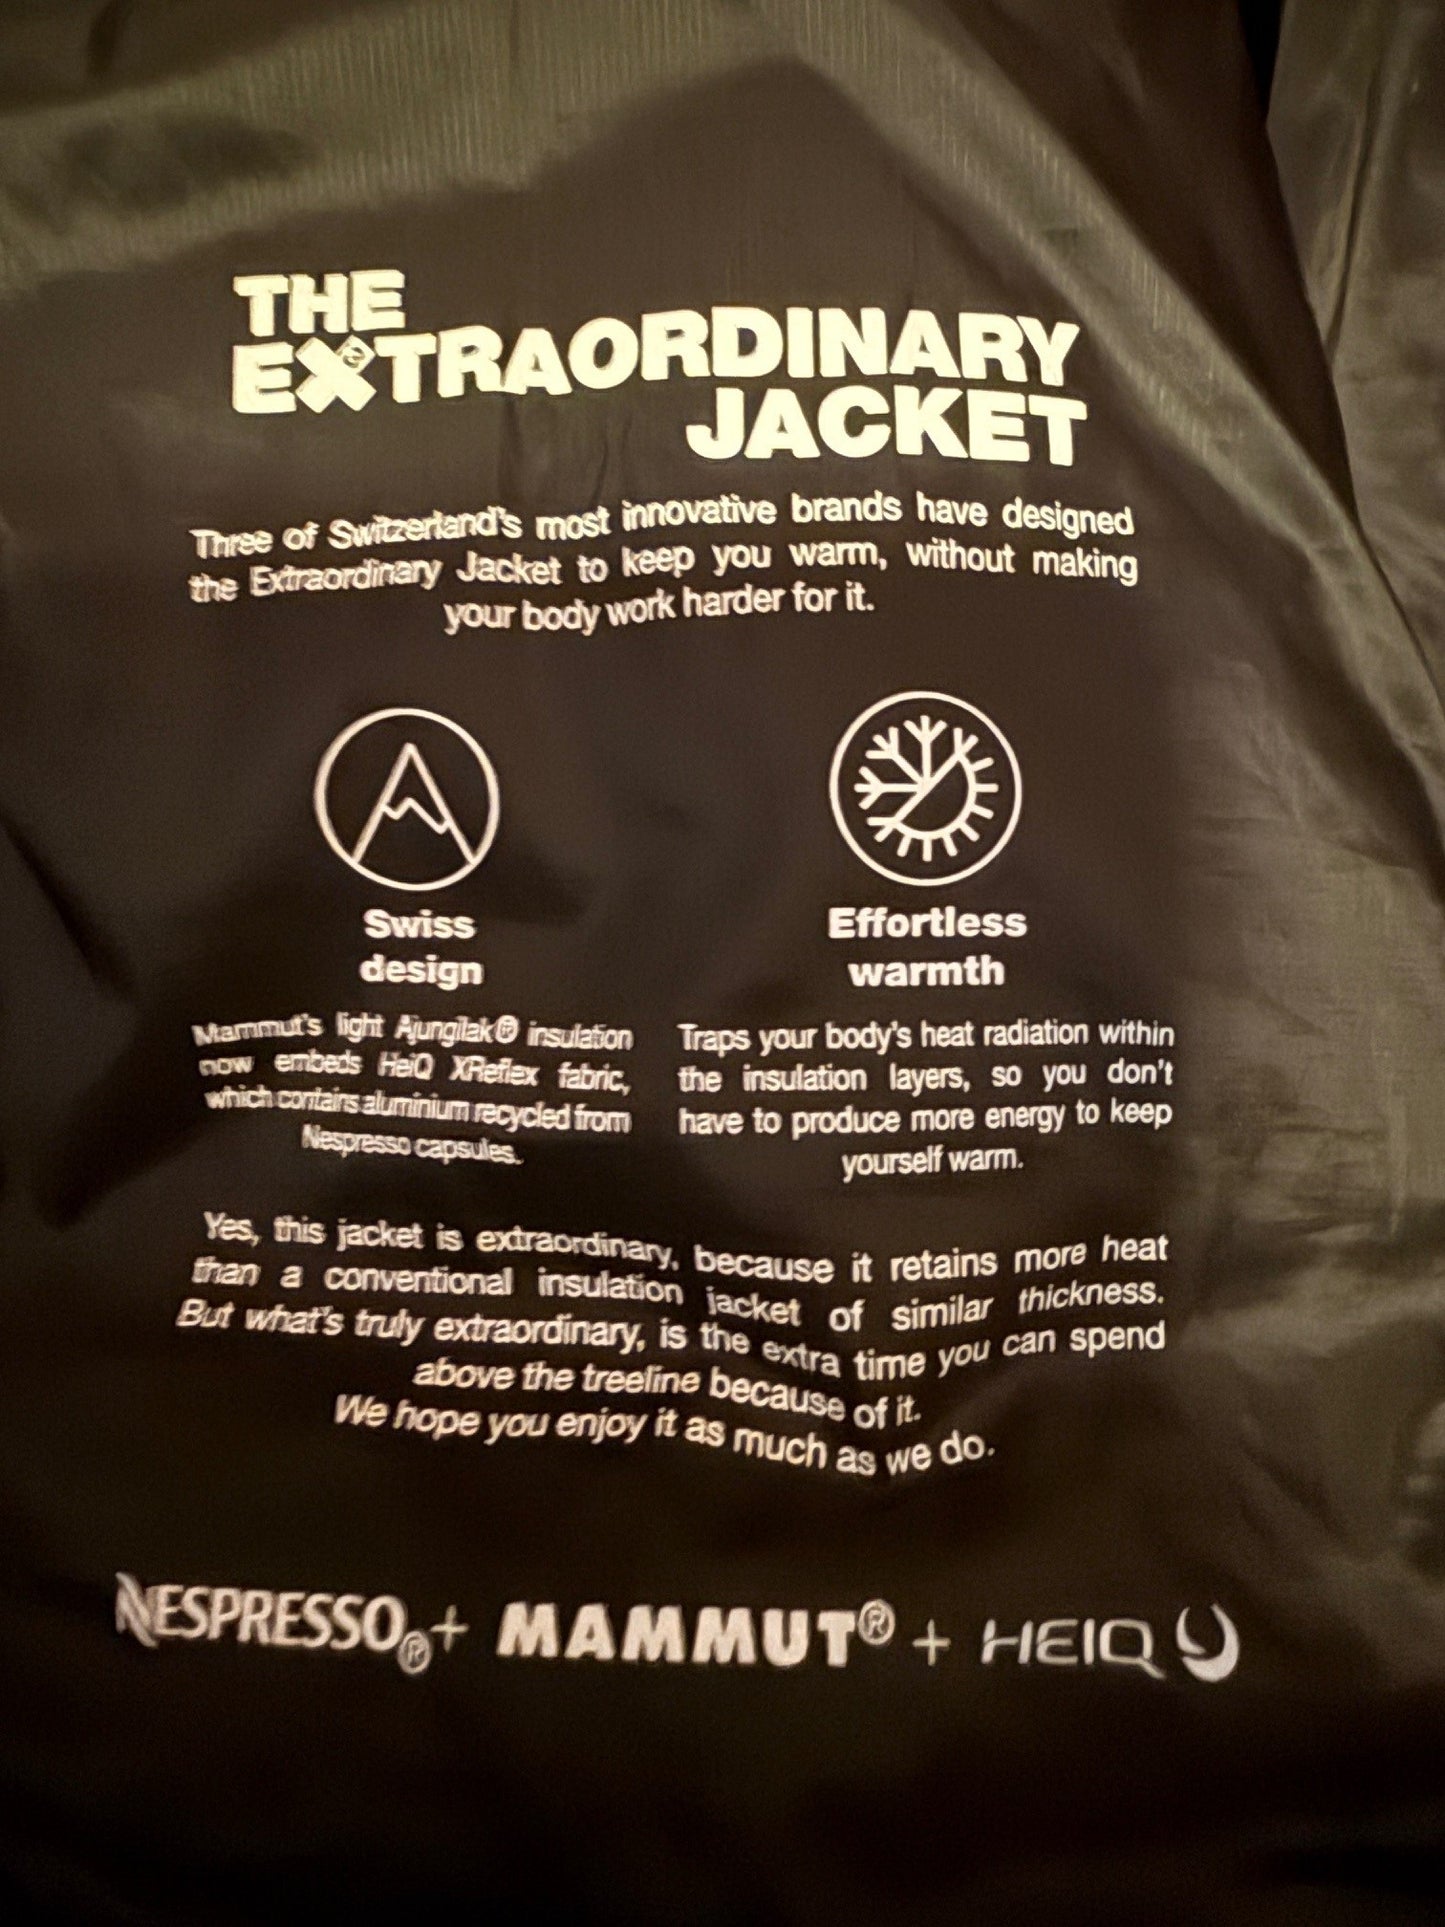 THE
EXTRAORDINARY
JACKET
Three of Switzerland's most innovative brands have designed
the Extraordinary Jacket to keep you warm, without making
your body work harder for it.
Swiss
design
Mammut's light Ajungilak® insulation
now embeds HeiQ XReflex fabric,
which contains aluminium recycled from
Nespresso capsules.
Effortless
warmth
Traps your body's heat radiation within
the insulation layers, so you don't
have to produce more energy to keep
yourself warm.
Yes, this jacket is extraordinary, because it retains more heat
than a conventional insulation jacket of similar thickness.
But what's truly extraordinary, is the extra time you can spend
above the treeline because of it.
We hope you enjoy it as much as we do.
NESPRESSO® + MAMMUT® + HEIQ